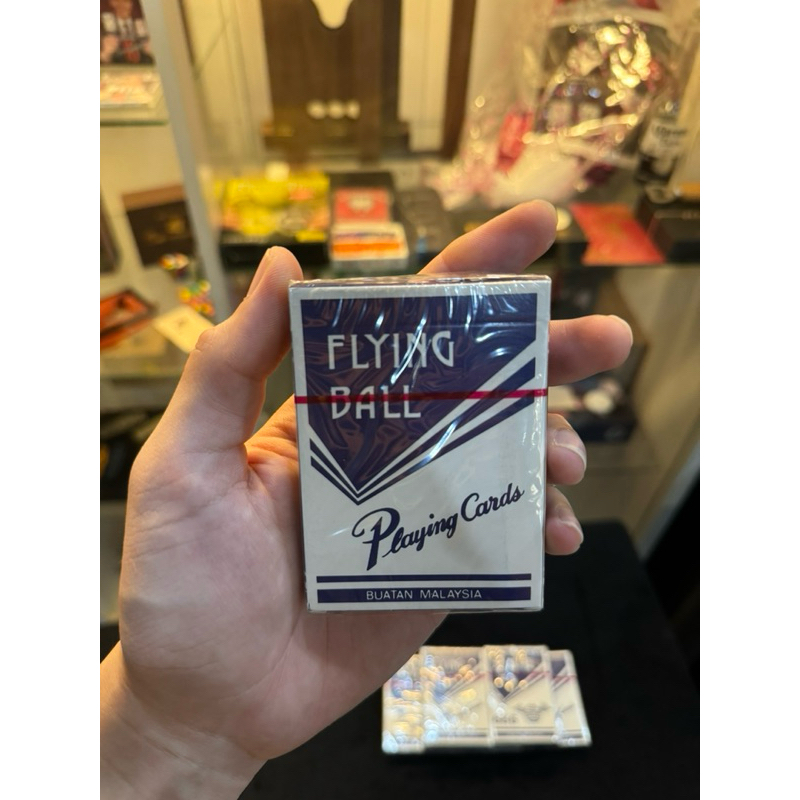 FLYING
BALL
Playing Cards
BUATAN MALAYSIA